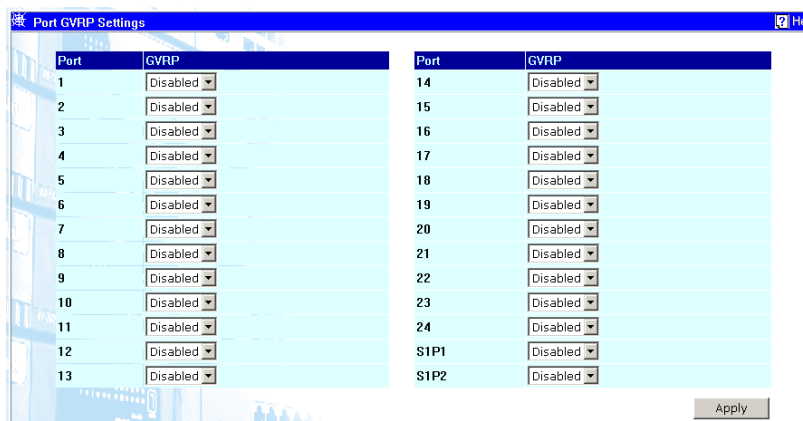 Port GVRP Settings
? He
Port GVRP
1 Disabled
2 Disabled
3 Disabled
4 Disabled
5 Disabled
6 Disabled
7 Disabled
8 Disabled
9 Disabled
10 Disabled
11 Disabled
12 Disabled
13 Disabled
Port GVRP
14 Disabled
15 Disabled
16 Disabled
17 Disabled
18 Disabled
19 Disabled
20 Disabled
21 Disabled
22 Disabled
23 Disabled
24 Disabled
S1P1 Disabled
S1P2 Disabled
Apply